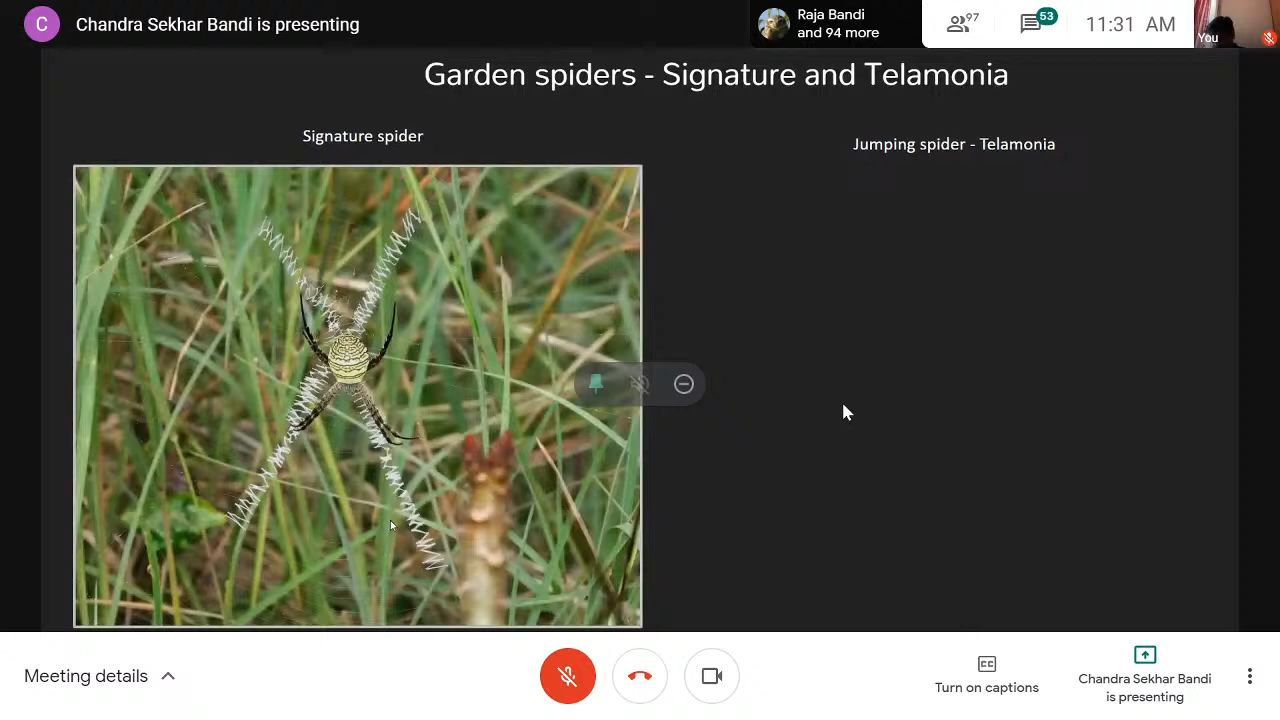 C
Chandra Sekhar Bandi is presenting
Raja Bandi
and 94 more
97
53
11:31 AM
You
Garden spiders - Signature and Telamonia
Signature spider
Jumping spider - Telamonia
Meeting details
CC
Turn on captions
Chandra Sekhar Bandi
is presenting